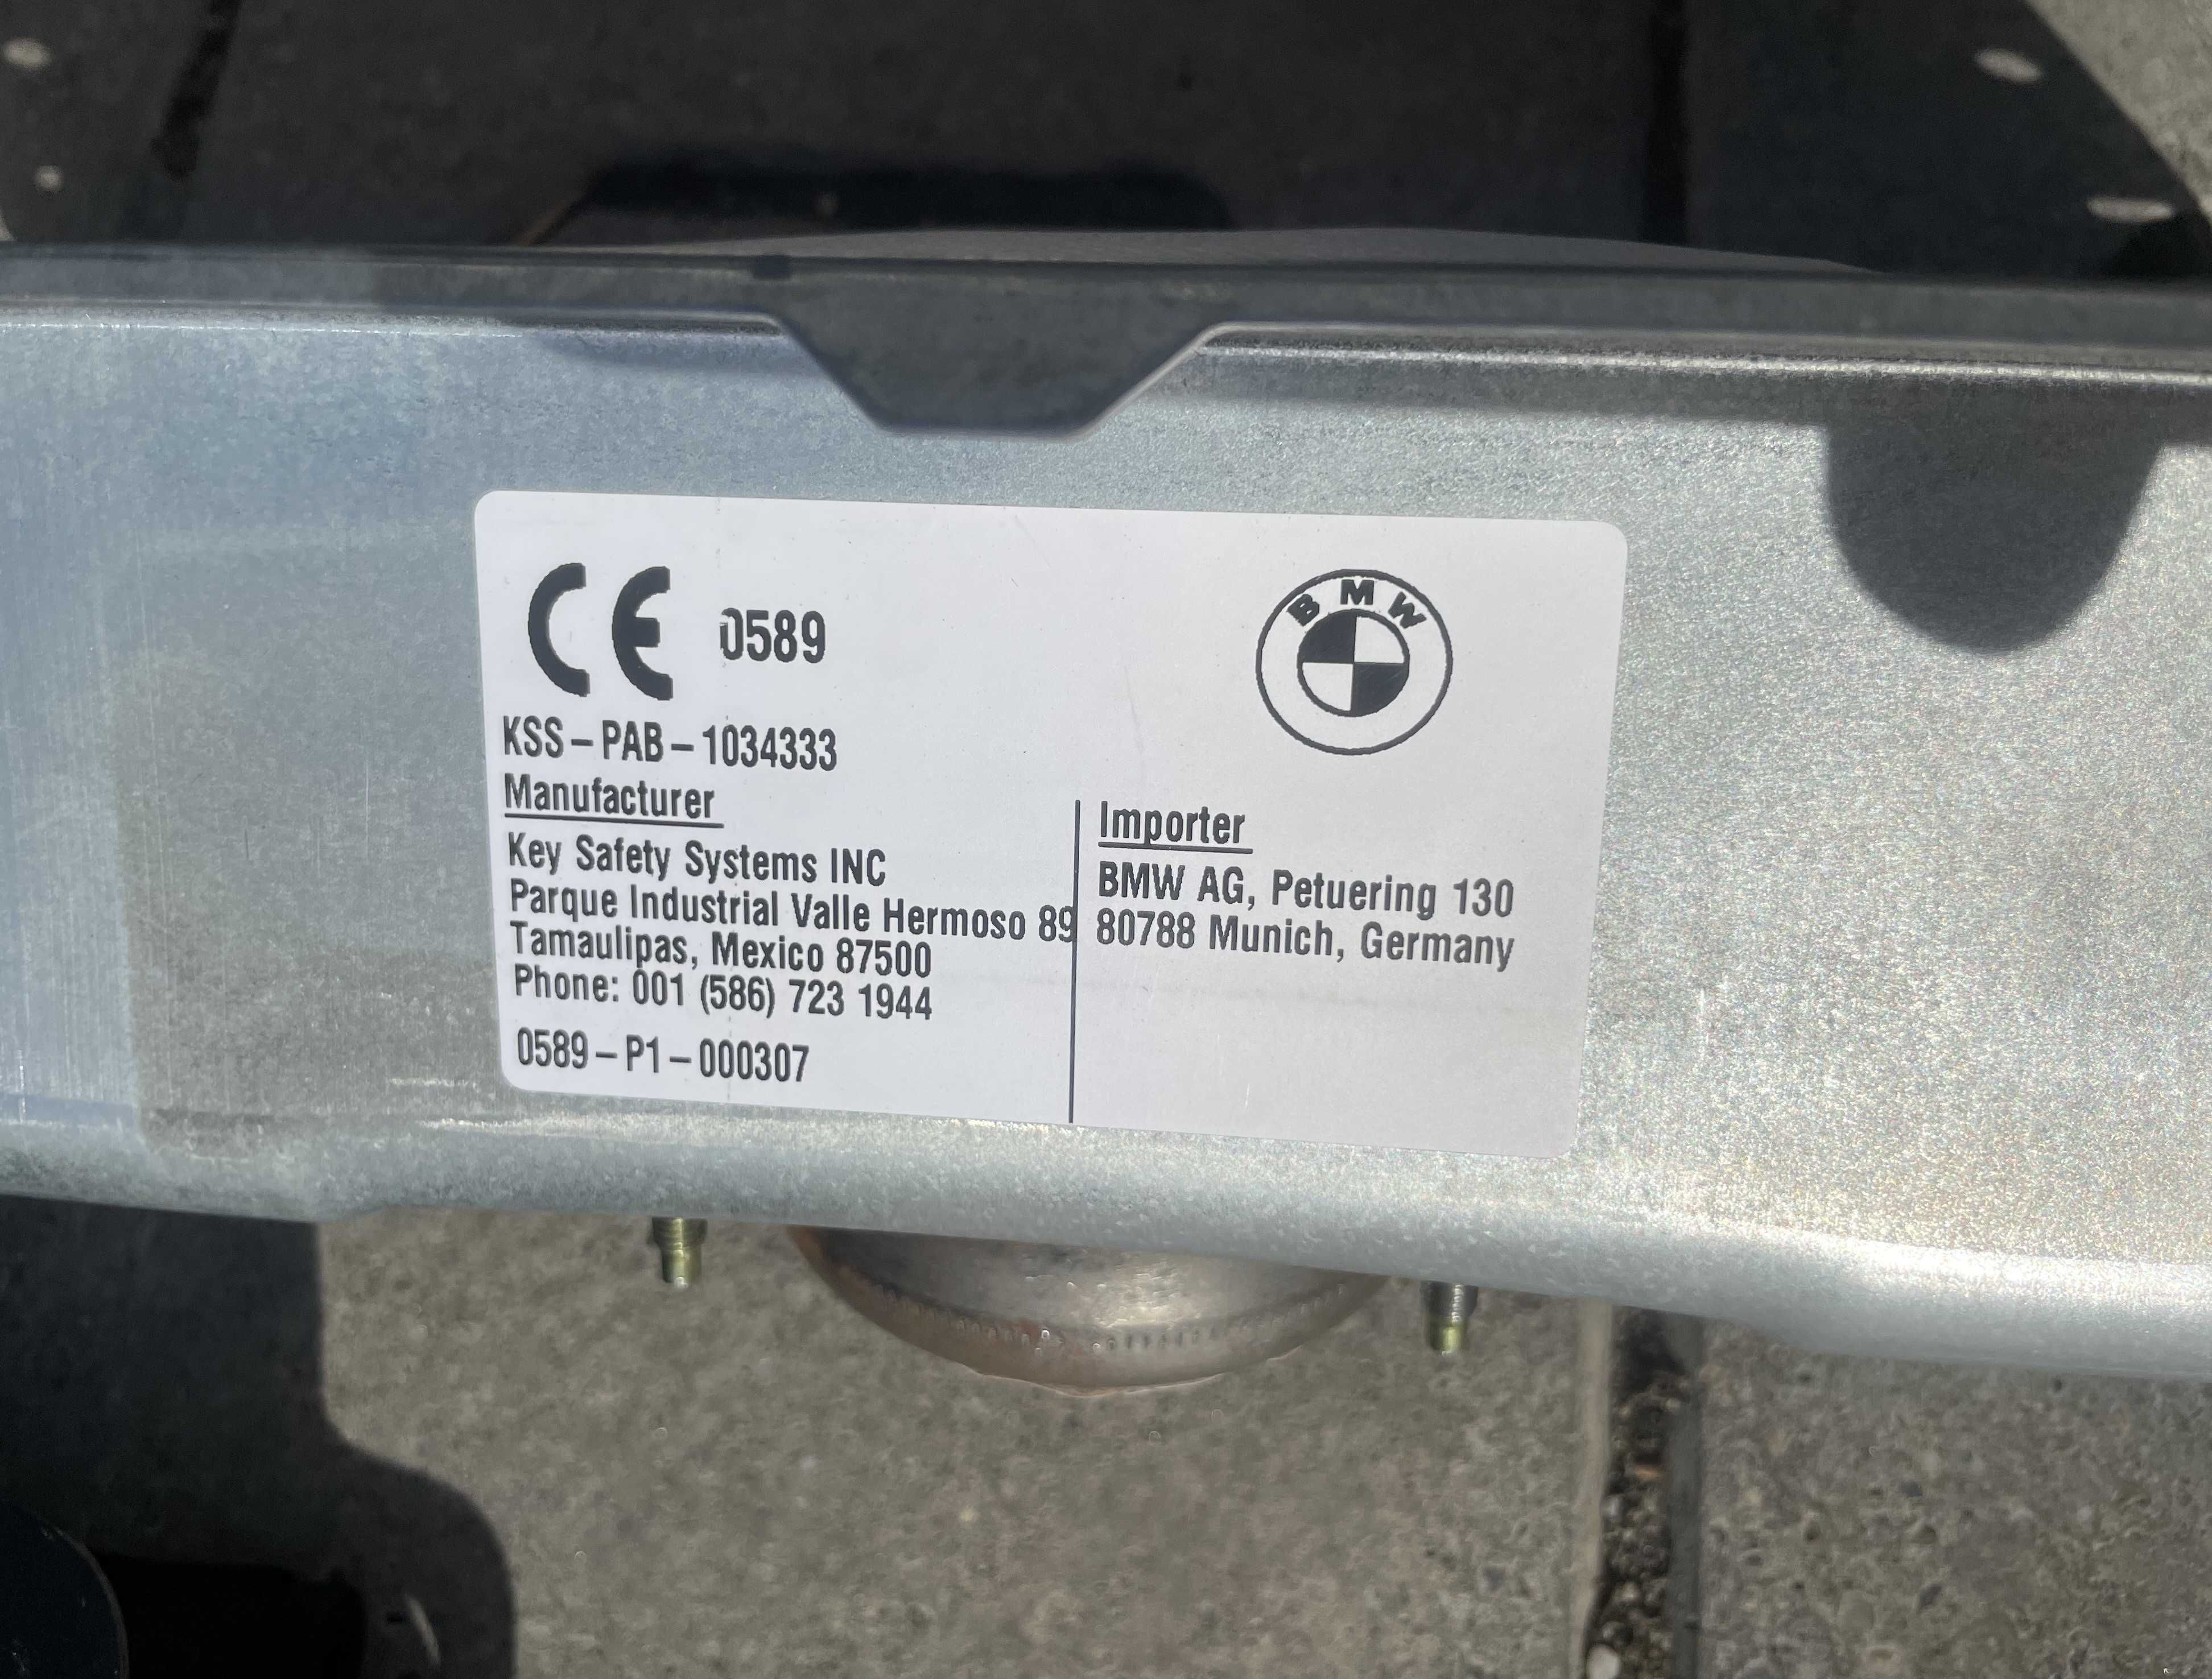 CE 0589
BMW
KSS-PAB-1034333
Manufacturer
Key Safety Systems INC
Parque Industrial Valle Hermoso 89
Tamaulipas, Mexico 87500
Phone: 001 (586) 723 1944
0589-P1-000307
Importer
BMW AG, Petuering 130
80788 Munich, Germany